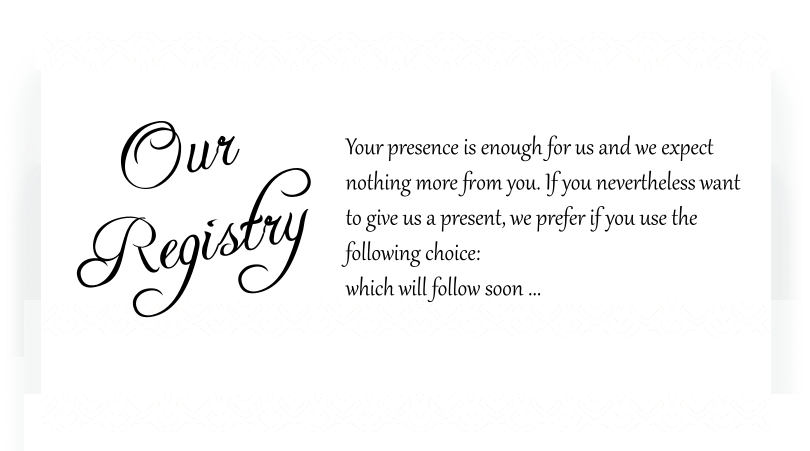 Our
Registry
Your presence is enough for us and we expect
nothing more from you. If you nevertheless want
to give us a present, we prefer if you use the
following choice:
which will follow soon ...